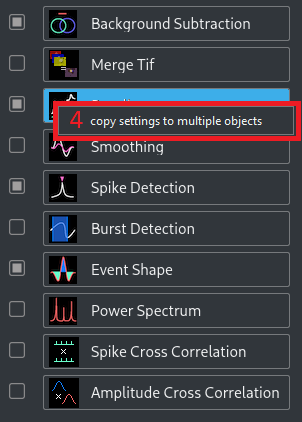 Background Subtraction
Merge Tif
4 copy settings to multiple objects
Smoothing
Spike Detection
Burst Detection
Event Shape
Power Spectrum
Spike Cross Correlation
Amplitude Cross Correlation